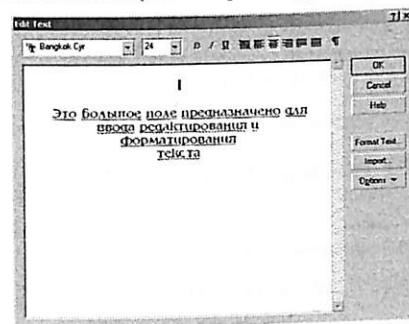 Edit Text
Bangkok Cyr 24
OK
Cancel
Help
Format Text...
Import...
Options
Это большое поле предназначено для
ввода редактирования и
форматирования
текста